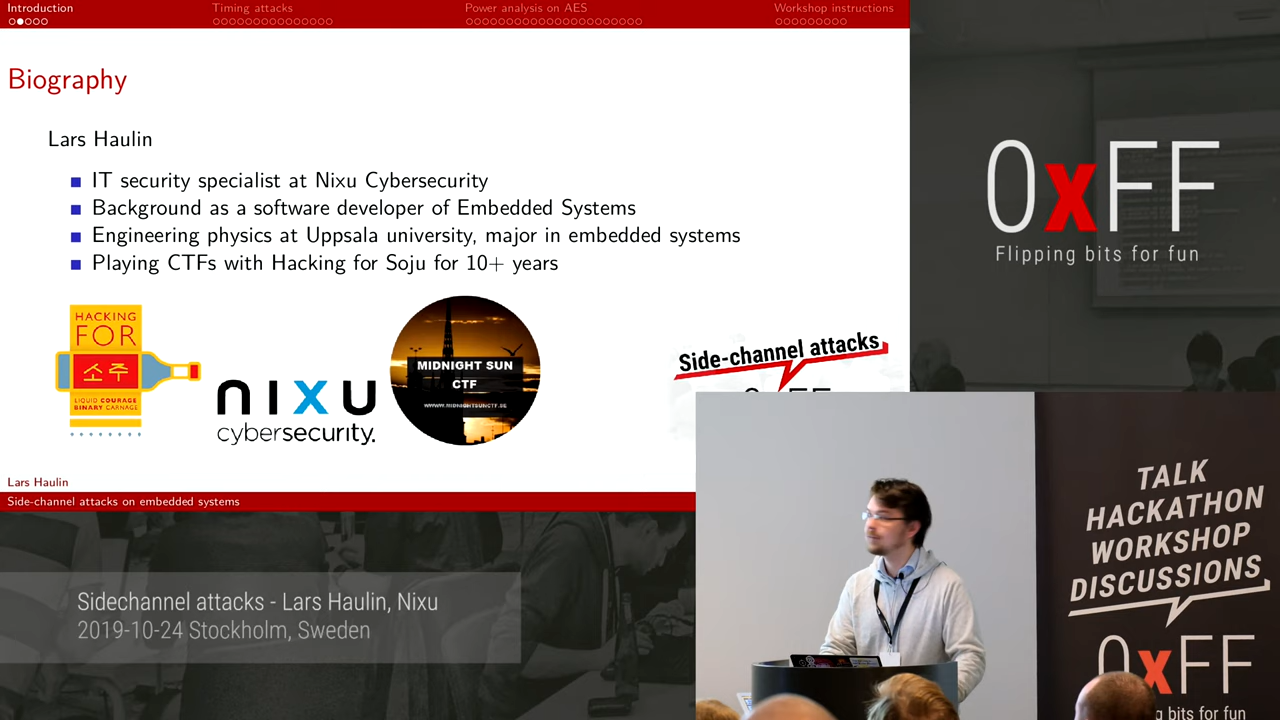 Introduction
Timing attacks
Power analysis on AES
Workshop instructions
Biography
Lars Haulin
IT security specialist at Nixu Cybersecurity
Background as a software developer of Embedded Systems
Engineering physics at Uppsala university, major in embedded systems
Playing CTFs with Hacking for Soju for 10+ years
HACKING
FOR
소주
LIQUID COURAGE
BINARY CARNAGE
nixu
cybersecurity.
MIDNIGHT SUN
CTF
WWW.MIDNIGHTSUNCTF.SE
Side-channel attacks
Lars Haulin
Side-channel attacks on embedded systems
0xFF
Flipping bits for fun
Sidechannel attacks - Lars Haulin, Nixu
2019-10-24 Stockholm, Sweden
TALK
HACKATHON
WORKSHOP
DISCUSSIONS
0xFF
bits for fun